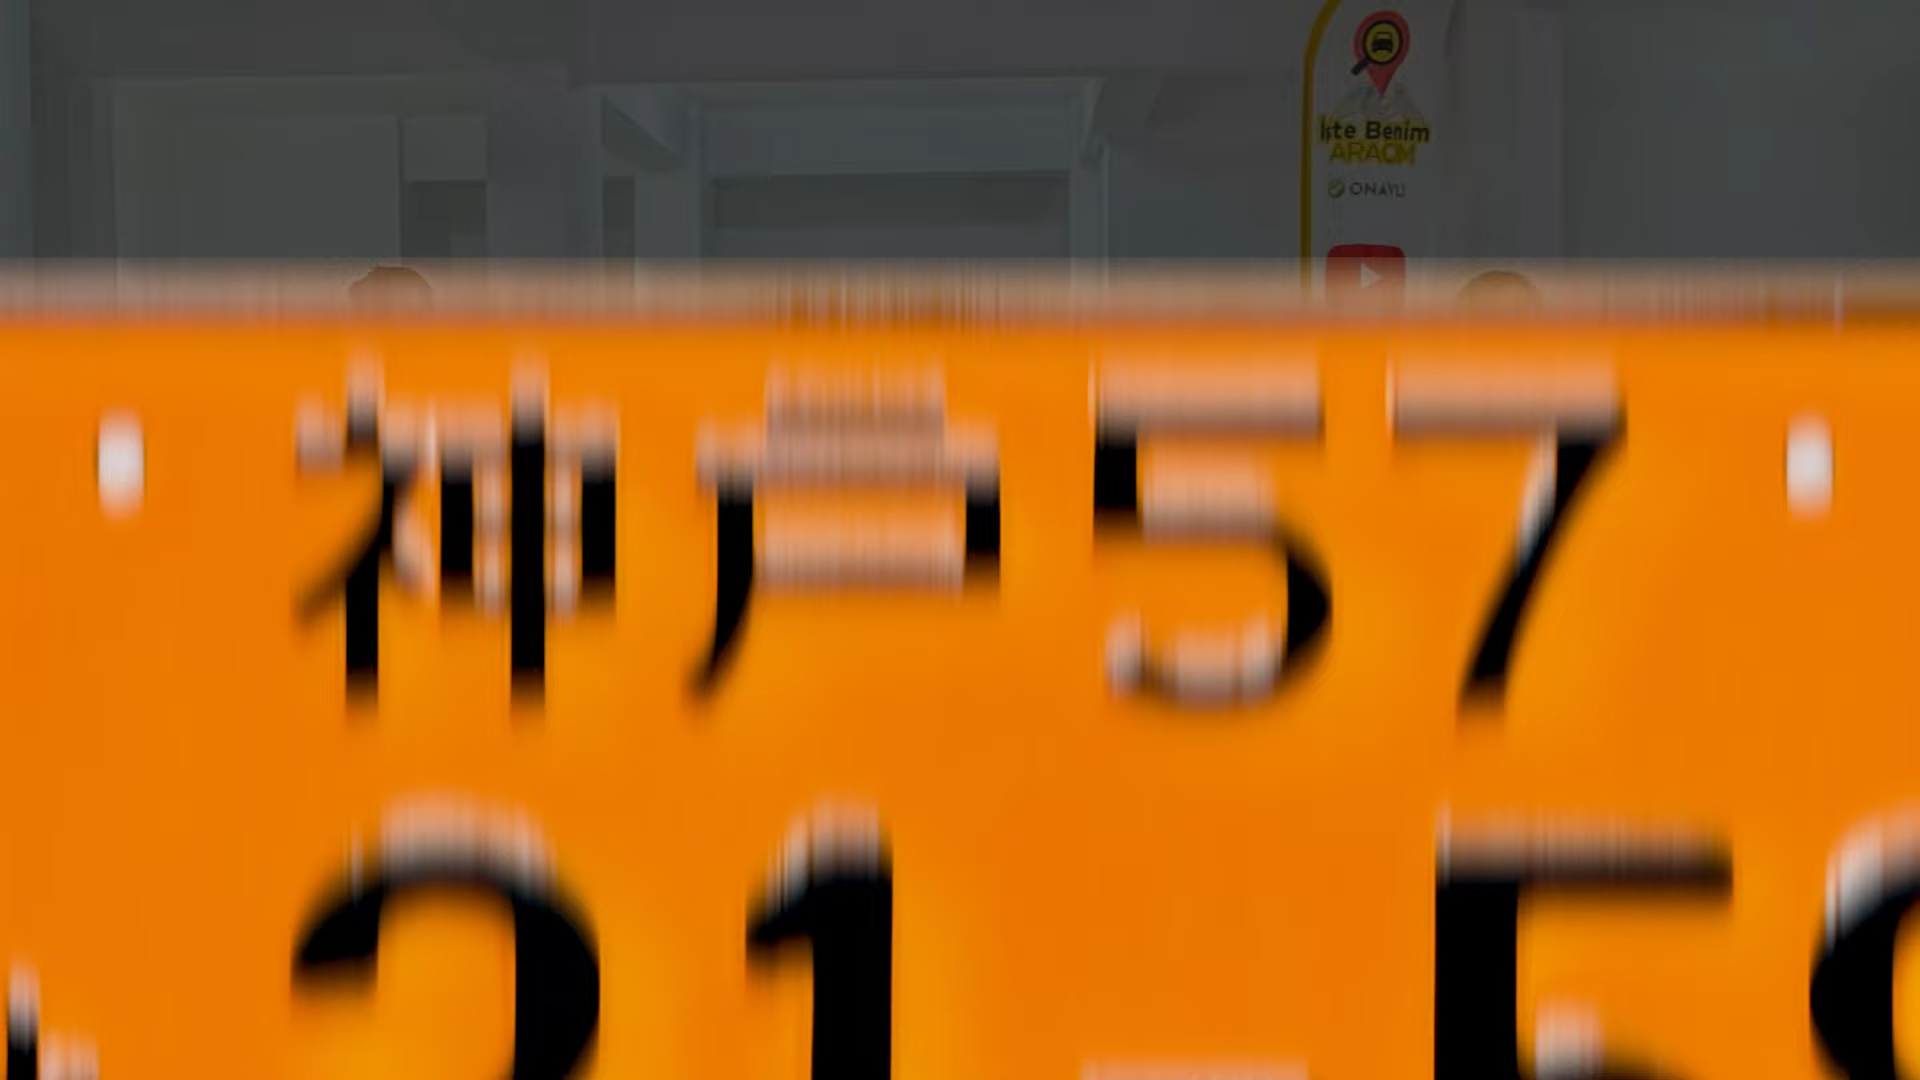 İşte Benim
ARACIM
ONAYLI
神戸 57
21-5